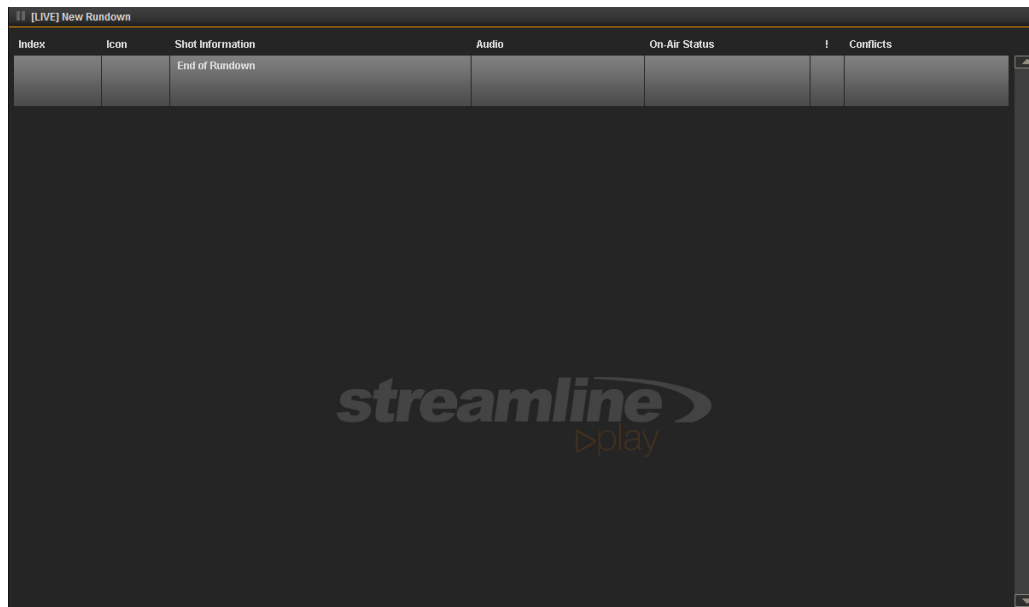 [LIVE] New Rundown
Index Icon Shot Information Audio On-Air Status ! Conflicts
End of Rundown
streamline
play